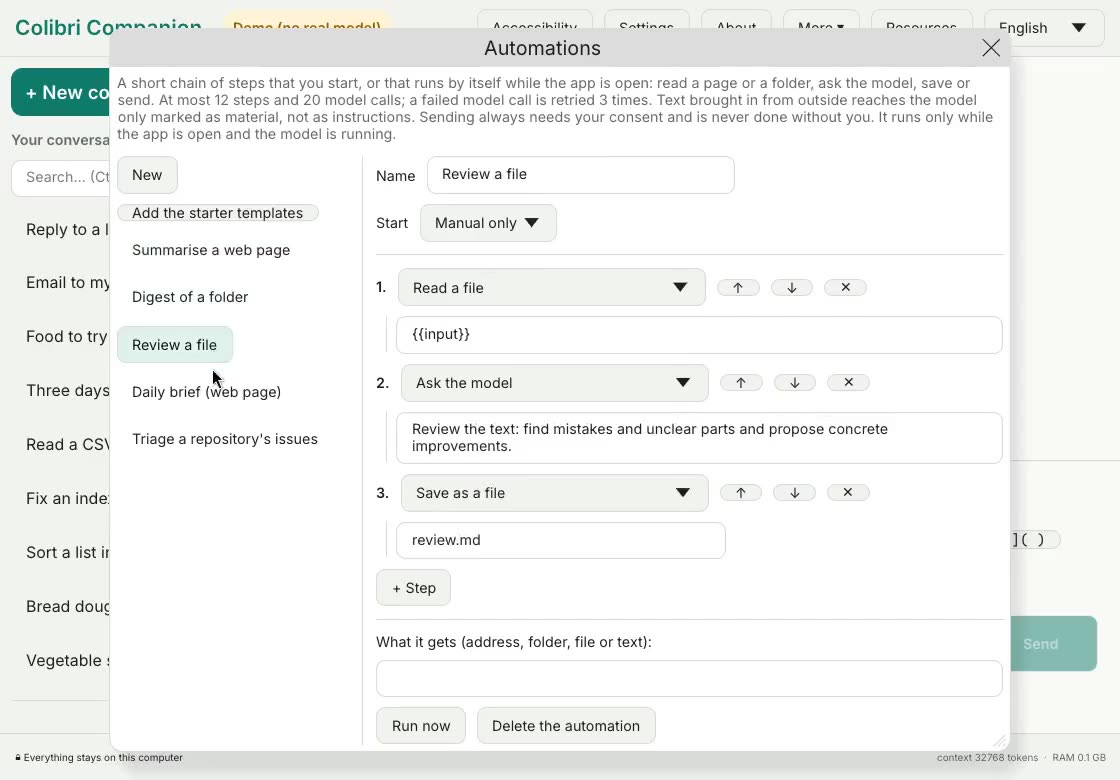 Colibri Companion
Demo (no real model)
Accessibility
Settings
About
More ▾
Resources
English
Automations
+ New co
A short chain of steps that you start, or that runs by itself while the app is open: read a page or a folder, ask the model, save or
send. At most 12 steps and 20 model calls; a failed model call is retried 3 times. Text brought in from outside reaches the model
only marked as material, not as instructions. Sending always needs your consent and is never done without you. It runs only while
the app is open and the model is running.
Your conversa
Search... (Ct
Reply to a l
Email to my
Food to try
Three days
Read a CSV
Fix an inde
Sort a list i
Bread doug
Vegetable s
New
Add the starter templates
Summarise a web page
Digest of a folder
Review a file
Daily brief (web page)
Triage a repository's issues
Name
Review a file
Start
Manual only
1.
Read a file
↑ ↓ ✕
{{input}}
2.
Ask the model
↑ ↓ ✕
Review the text: find mistakes and unclear parts and propose concrete
improvements.
3.
Save as a file
↑ ↓ ✕
review.md
+ Step
What it gets (address, folder, file or text):
Run now
Delete the automation
]( )
Send
Everything stays on this computer
context 32768 tokens · RAM 0.1 GB